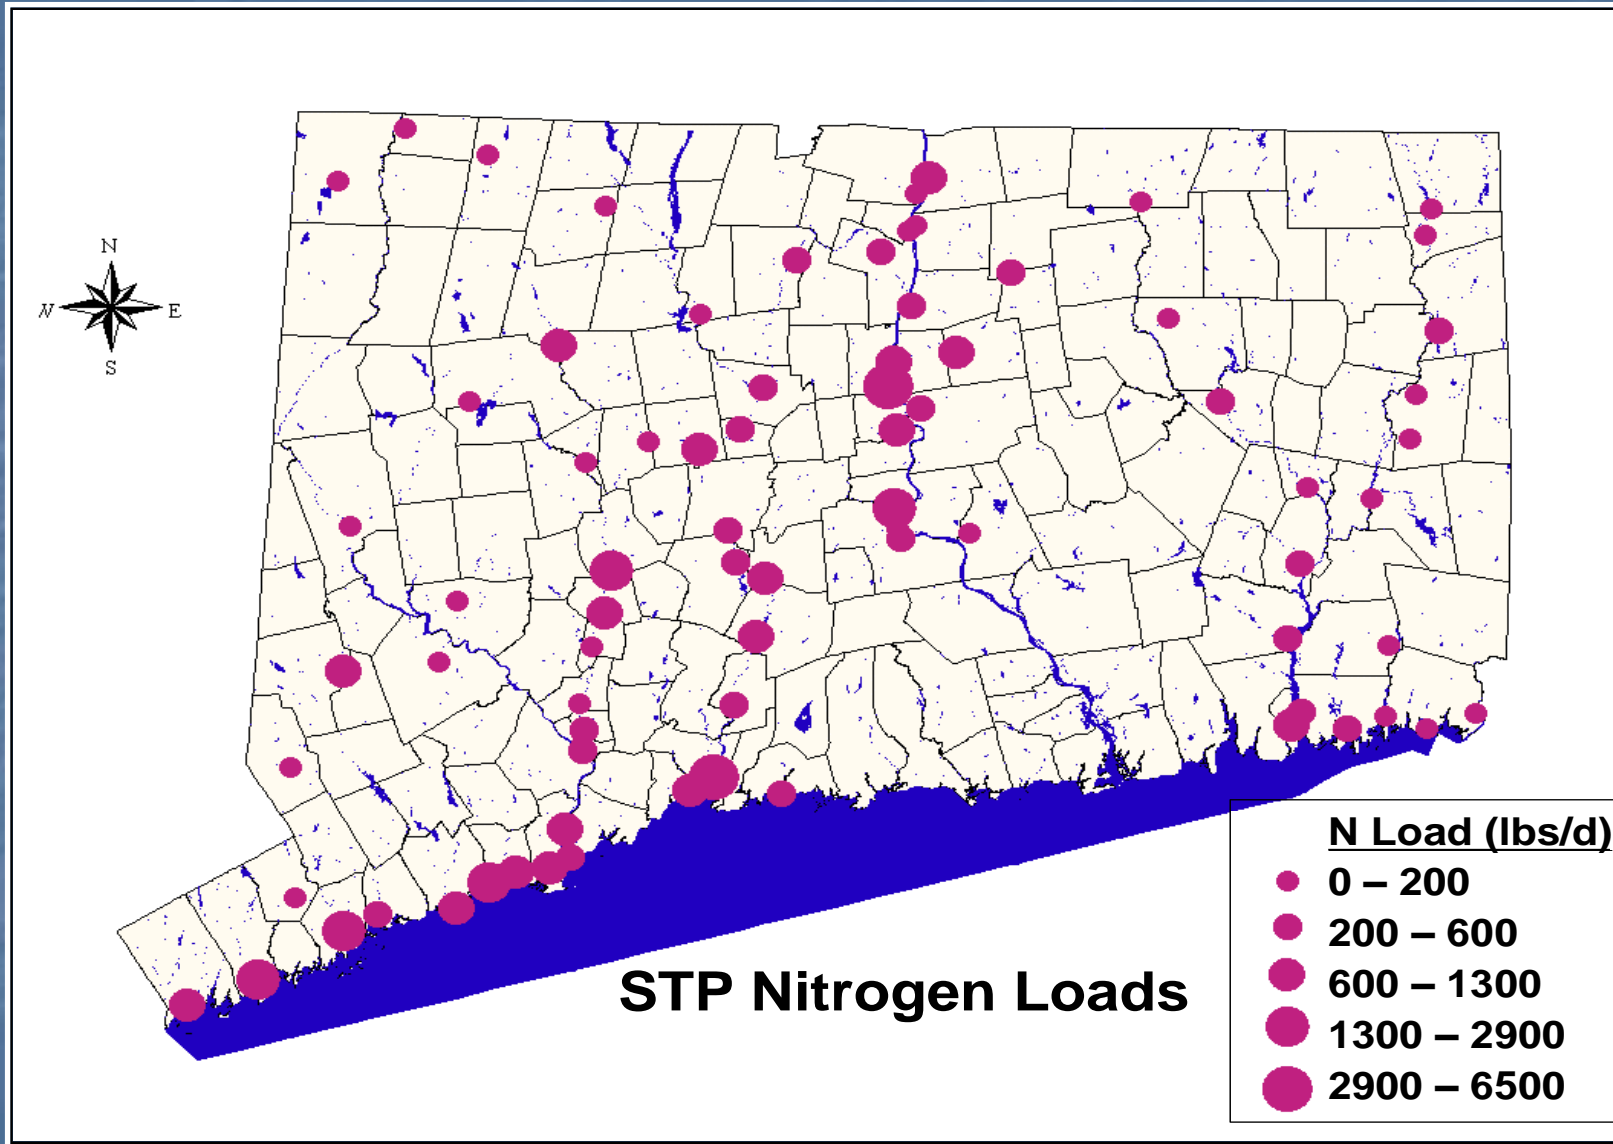 N
W
E
S
STP Nitrogen Loads
N Load (lbs/d)
0 – 200
200 – 600
600 – 1300
1300 – 2900
2900 – 6500